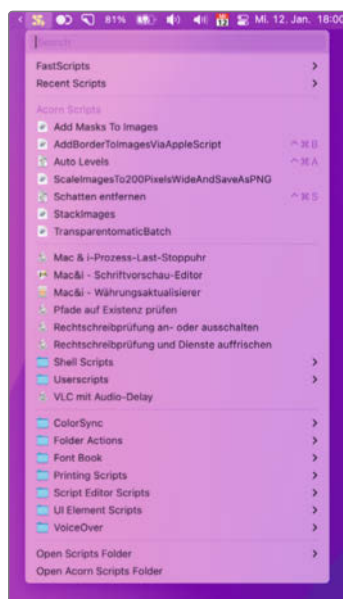 81% Mi. 12. Jan. 18:00
Search
FastScripts
Recent Scripts
Acorn Scripts
Add Masks To Images
AddBorderToImagesViaAppleScript ^⌘B
Auto Levels ^⌘A
ScaleImagesTo200PixelsWideAndSaveAsPNG
Schatten entfernen ^⌘S
StackImages
TransparentomaticBatch
Mac & i-Prozess-Last-Stoppuhr
Mac&i - Schriftvorschau-Editor
Mac&i - Währungsaktualisierer
Pfade auf Existenz prüfen
Rechtschreibprüfung an- oder ausschalten
Rechtschreibprüfung und Dienste auffrischen
Shell Scripts
Userscripts
VLC mit Audio-Delay
ColorSync
Folder Actions
Font Book
Printing Scripts
Script Editor Scripts
UI Element Scripts
VoiceOver
Open Scripts Folder
Open Acorn Scripts Folder